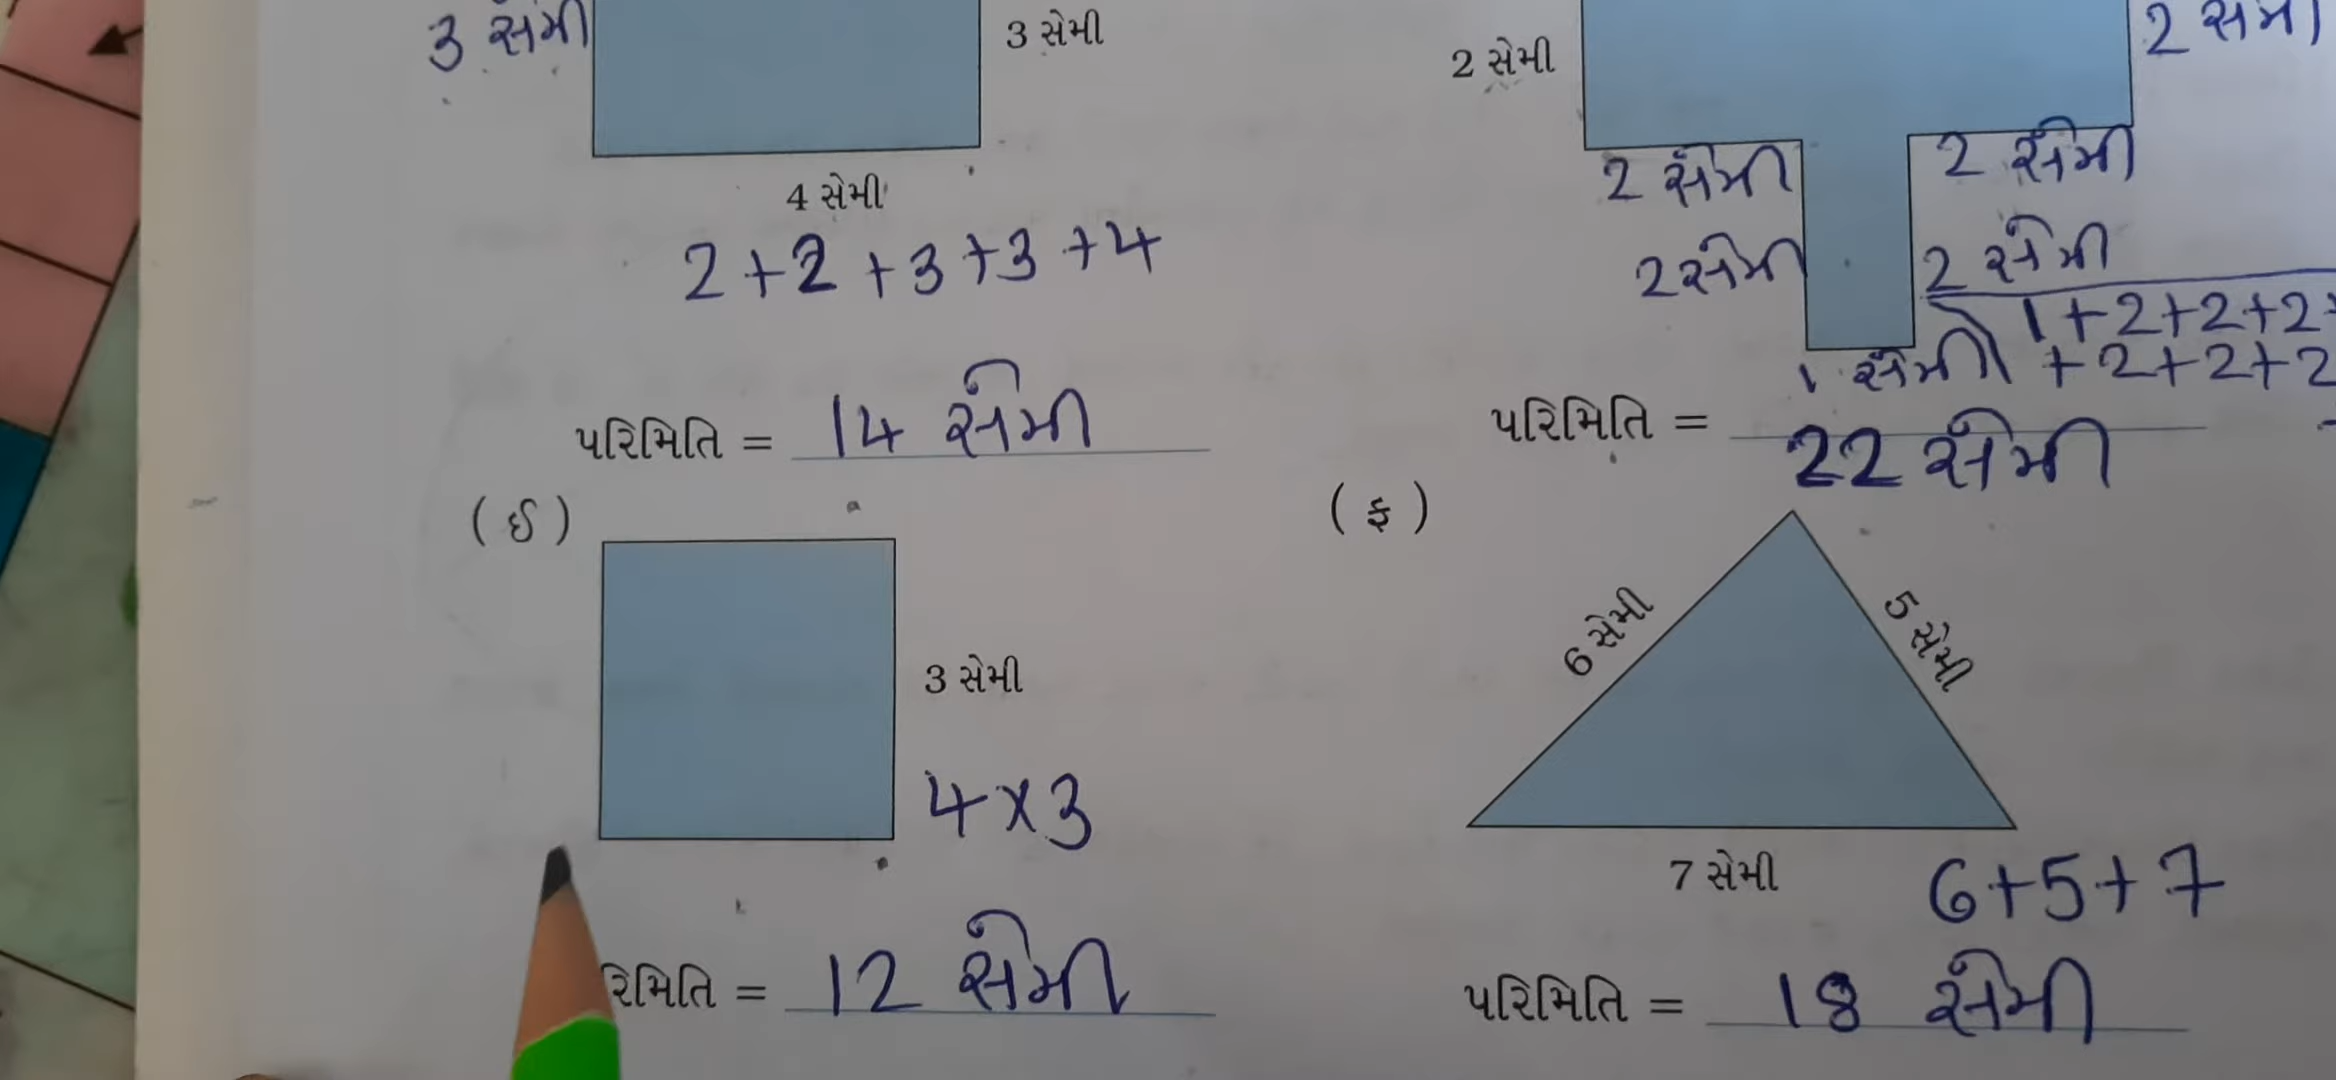 3 સેમી
3 સેમી
4 સેમી
2+2+3+3+4
પરિમિતિ = 14 સેમી
2 સેમી
2 સેમી
2 સેમી
2 સેમી
2 સેમી
2 સેમી
1+2+2+2+
1 સેમી
+2+2+2
પરિમિતિ = 22 સેમી
(ઈ)
3 સેમી
4×3
રિમિતિ = 12 સેમી
(ફ)
6 સેમી
5 સેમી
7 સેમી
6+5+7
પરિમિતિ = 18 સેમી